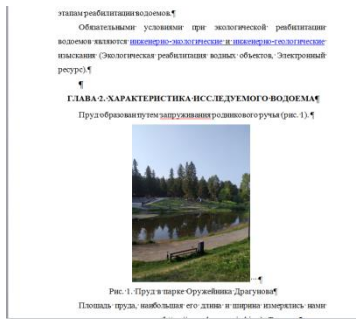 этапам реабилитации водоемов.¶
Обязательными условиями при экологической реабилитации
водоемов являются инженерно-экологические и инженерно-геологические
изыскания (Экологическая реабилитация водных объектов, Электронный
ресурс).¶
¶
ГЛАВА 2. ХАРАКТЕРИСТИКА ИССЛЕДУЕМОГО ВОДОЕМА¶
Пруд образован путем запруживания родникового ручья (рис. 1). ¶
¶
Рис. 1. Пруд в парке Оружейника Драгунова¶
Площадь пруда, наибольшая его длина и ширина измерялись нами